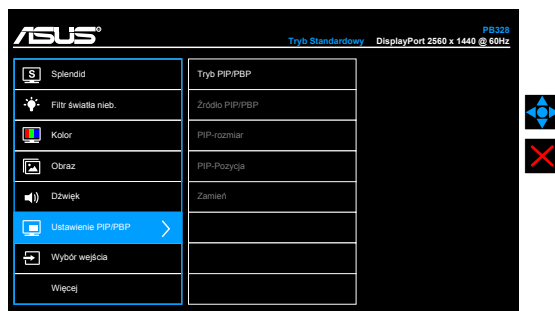 ASUS
PB328
Tryb Standardowy DisplayPort 2560 x 1440 @ 60Hz
S Splendid
Filtr światła nieb.
Kolor
Obraz
Dźwięk
Ustawienie PIP/PBP
Wybór wejścia
Więcej
Tryb PIP/PBP
Źródło PIP/PBP
PIP-rozmiar
PIP-Pozycja
Zamień